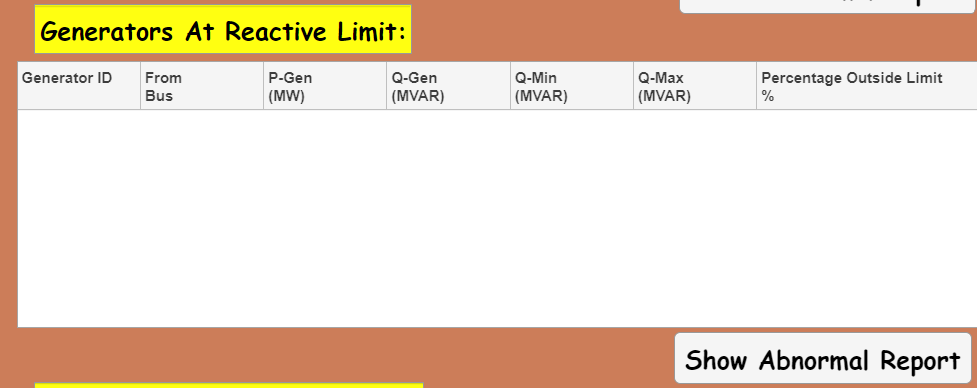 Generators At Reactive Limit:
Generator ID From Bus P-Gen (MW) Q-Gen (MVAR) Q-Min (MVAR) Q-Max (MVAR) Percentage Outside Limit %
Show Abnormal Report